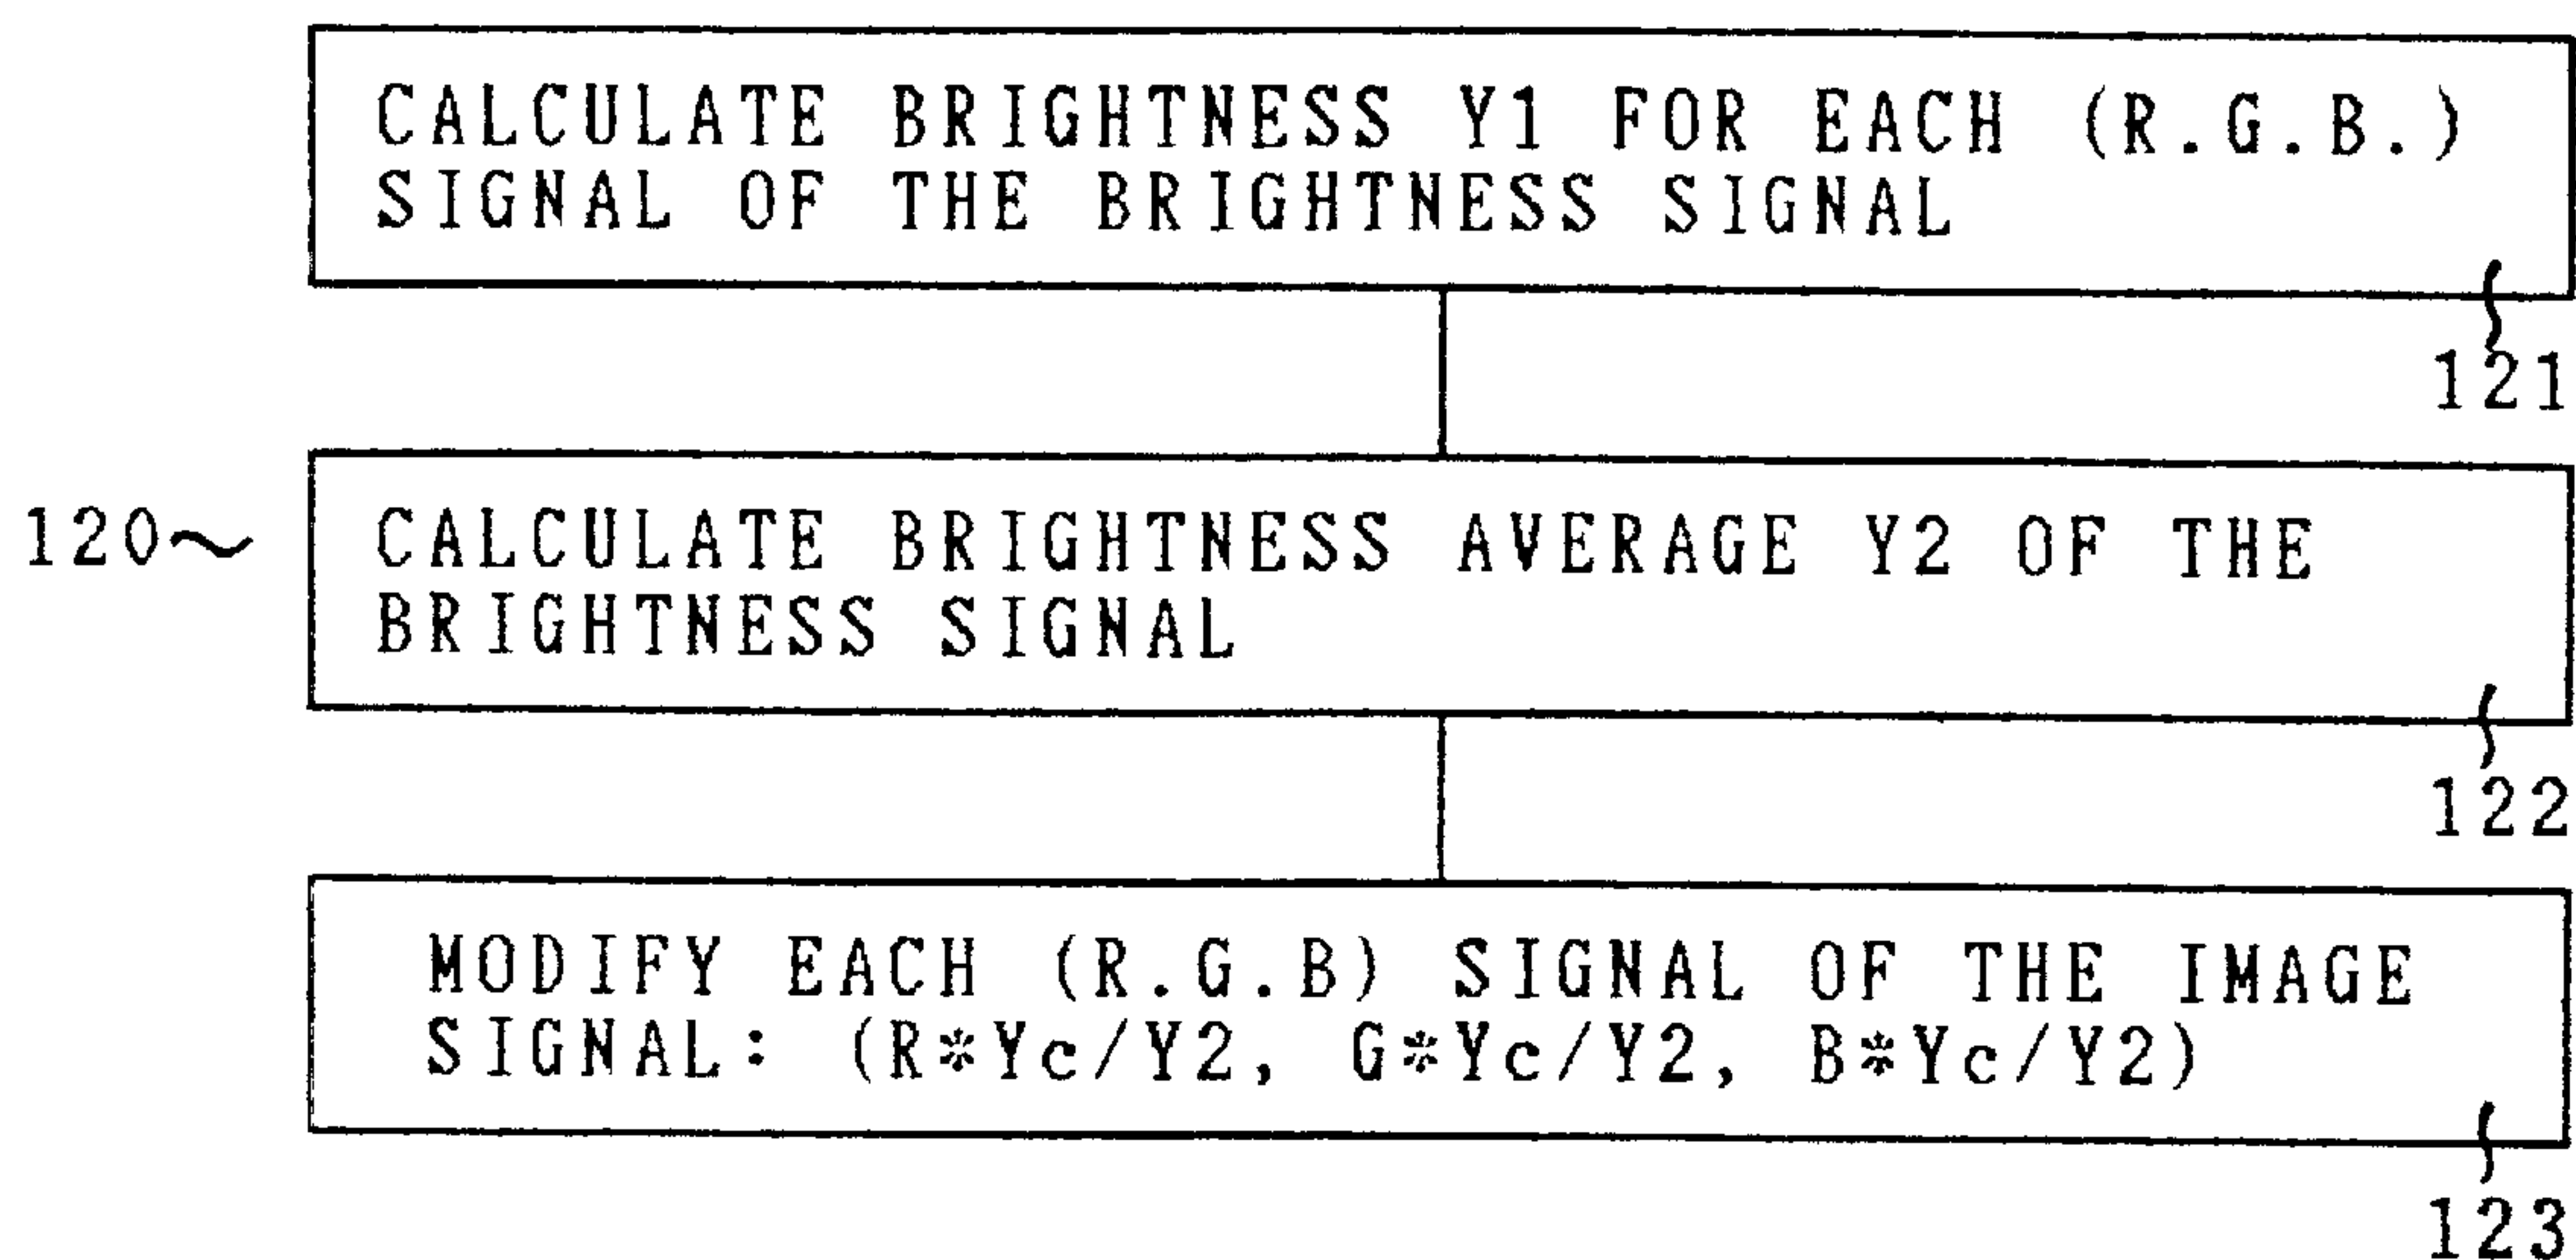 CALCULATE BRIGHTNESS Y1 FOR EACH (R.G.B.)
SIGNAL OF THE BRIGHTNESS SIGNAL
121
120
CALCULATE BRIGHTNESS AVERAGE Y2 OF THE
BRIGHTNESS SIGNAL
122
MODIFY EACH (R.G.B) SIGNAL OF THE IMAGE
SIGNAL: (R*Yc/Y2, G*Yc/Y2, B*Yc/Y2)
123